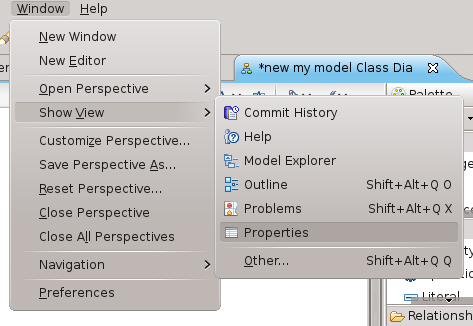 Window Help
New Window
New Editor
*new my model Class Dia
Open Perspective
Palette
Show View
Commit History
Customize Perspective...
Help
Save Perspective As...
Model Explorer
Reset Perspective...
Outline Shift+Alt+Q O
Close Perspective
Problems Shift+Alt+Q X
Close All Perspectives
Properties
Navigation
Other... Shift+Alt+Q Q
Preferences
Literal
Relationsh